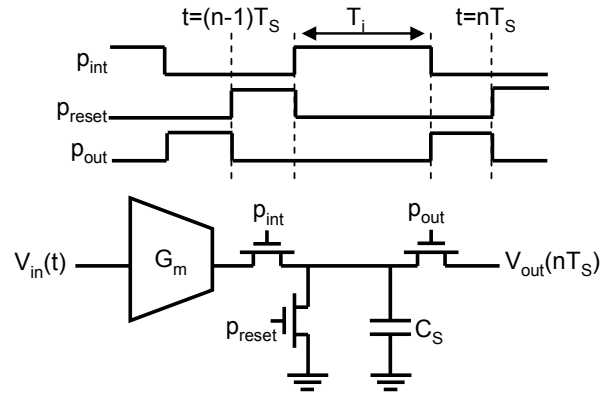 t=(n-1)T_S T_i t=nT_S
p_int
p_reset
p_out
p_int p_out
V_in(t) G_m V_out(nT_S)
p_reset C_S